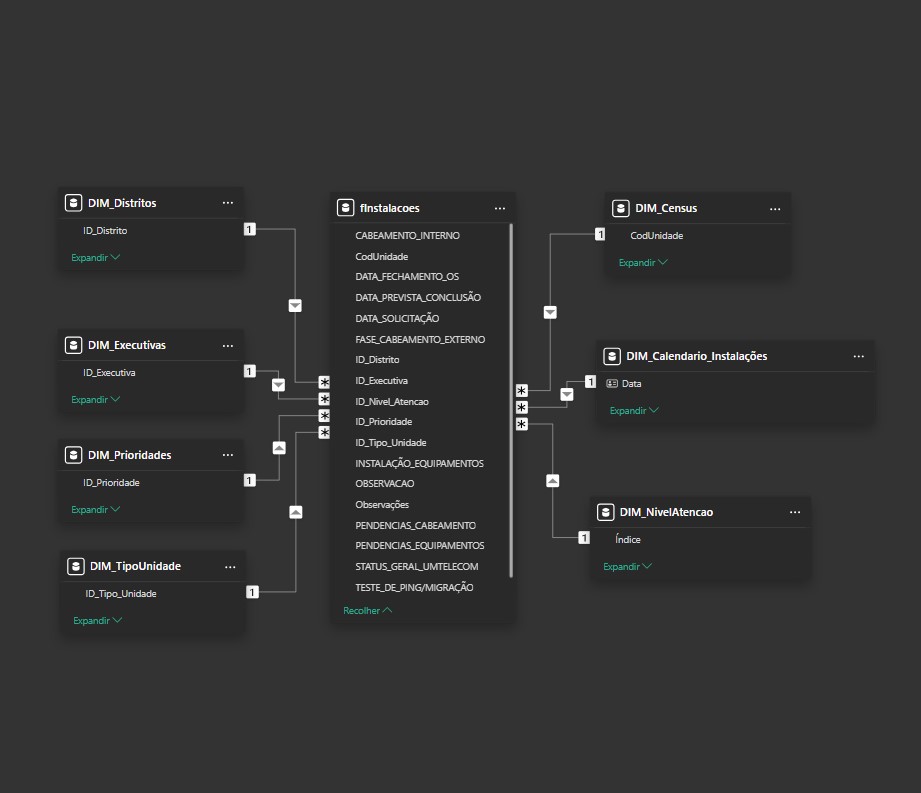 DIM_Distritos
ID_Distrito
1
Expandir
DIM_Executivas
ID_Executiva
1
Expandir
DIM_Prioridades
ID_Prioridade
1
Expandir
DIM_TipoUnidade
ID_Tipo_Unidade
1
Expandir
fInstalacoes
CABEAMENTO_INTERNO
CodUnidade
DATA_FECHAMENTO_OS
DATA_PREVISTA_CONCLUSÃO
DATA_SOLICITAÇÃO
FASE_CABEAMENTO_EXTERNO
ID_Distrito
ID_Executiva
ID_Nivel_Atencao
ID_Prioridade
ID_Tipo_Unidade
INSTALAÇÃO_EQUIPAMENTOS
OBSERVACAO
Observações
PENDENCIAS_CABEAMENTO
PENDENCIAS_EQUIPAMENTOS
STATUS_GERAL_UMTELECOM
TESTE_DE_PING/MIGRAÇÃO
Recolher
DIM_Census
1
CodUnidade
Expandir
DIM_Calendario_Instalações
1
Data
Expandir
DIM_NivelAtencao
1
Índice
Expandir